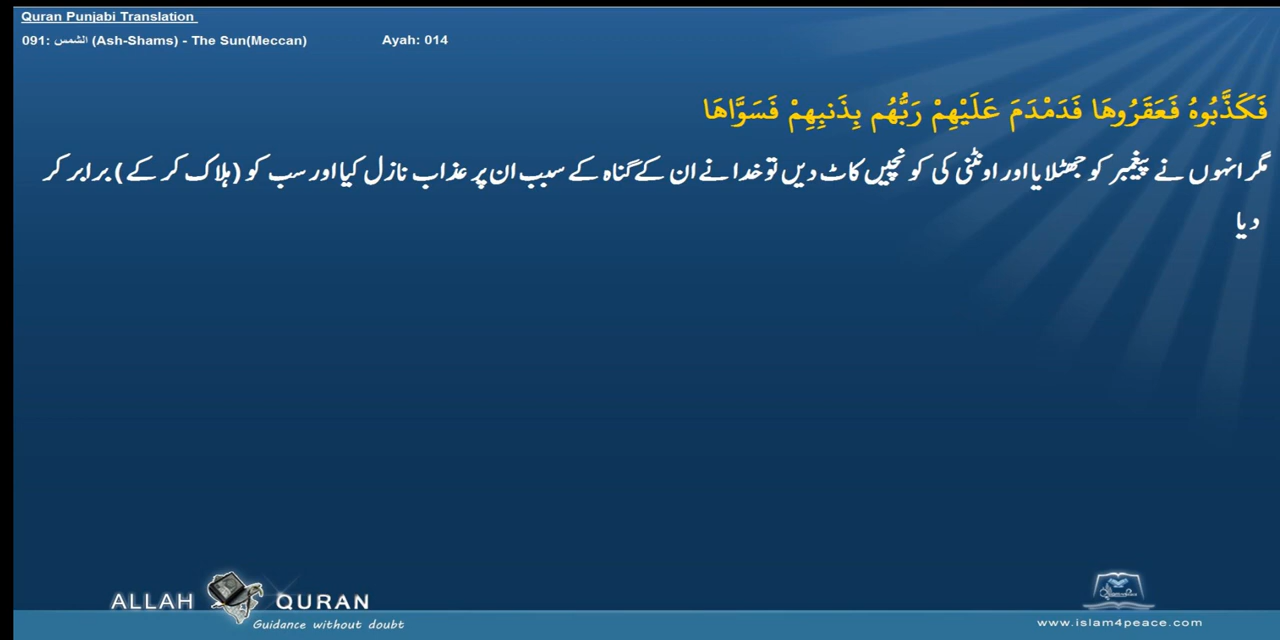 Quran Punjabi Translation
091: الشمس (Ash-Shams) - The Sun(Meccan) Ayah: 014
فَكَذَّبُوهُ فَعَقَرُوهَا فَدَمْدَمَ عَلَيْهِمْ رَبُّهُم بِذَنبِهِمْ فَسَوَّاهَا
مگر انہوں نے پیغمبر کو جھٹلایا اور اونٹنی کی کونچیں کاٹ دیں تو خدا نے ان کے گناہ کے سبب ان پر عذاب نازل کیا اور سب کو (ہلاک کر کے) برابر کر
دیا
ALLAH QURAN
Guidance without doubt
www.islam4peace.com